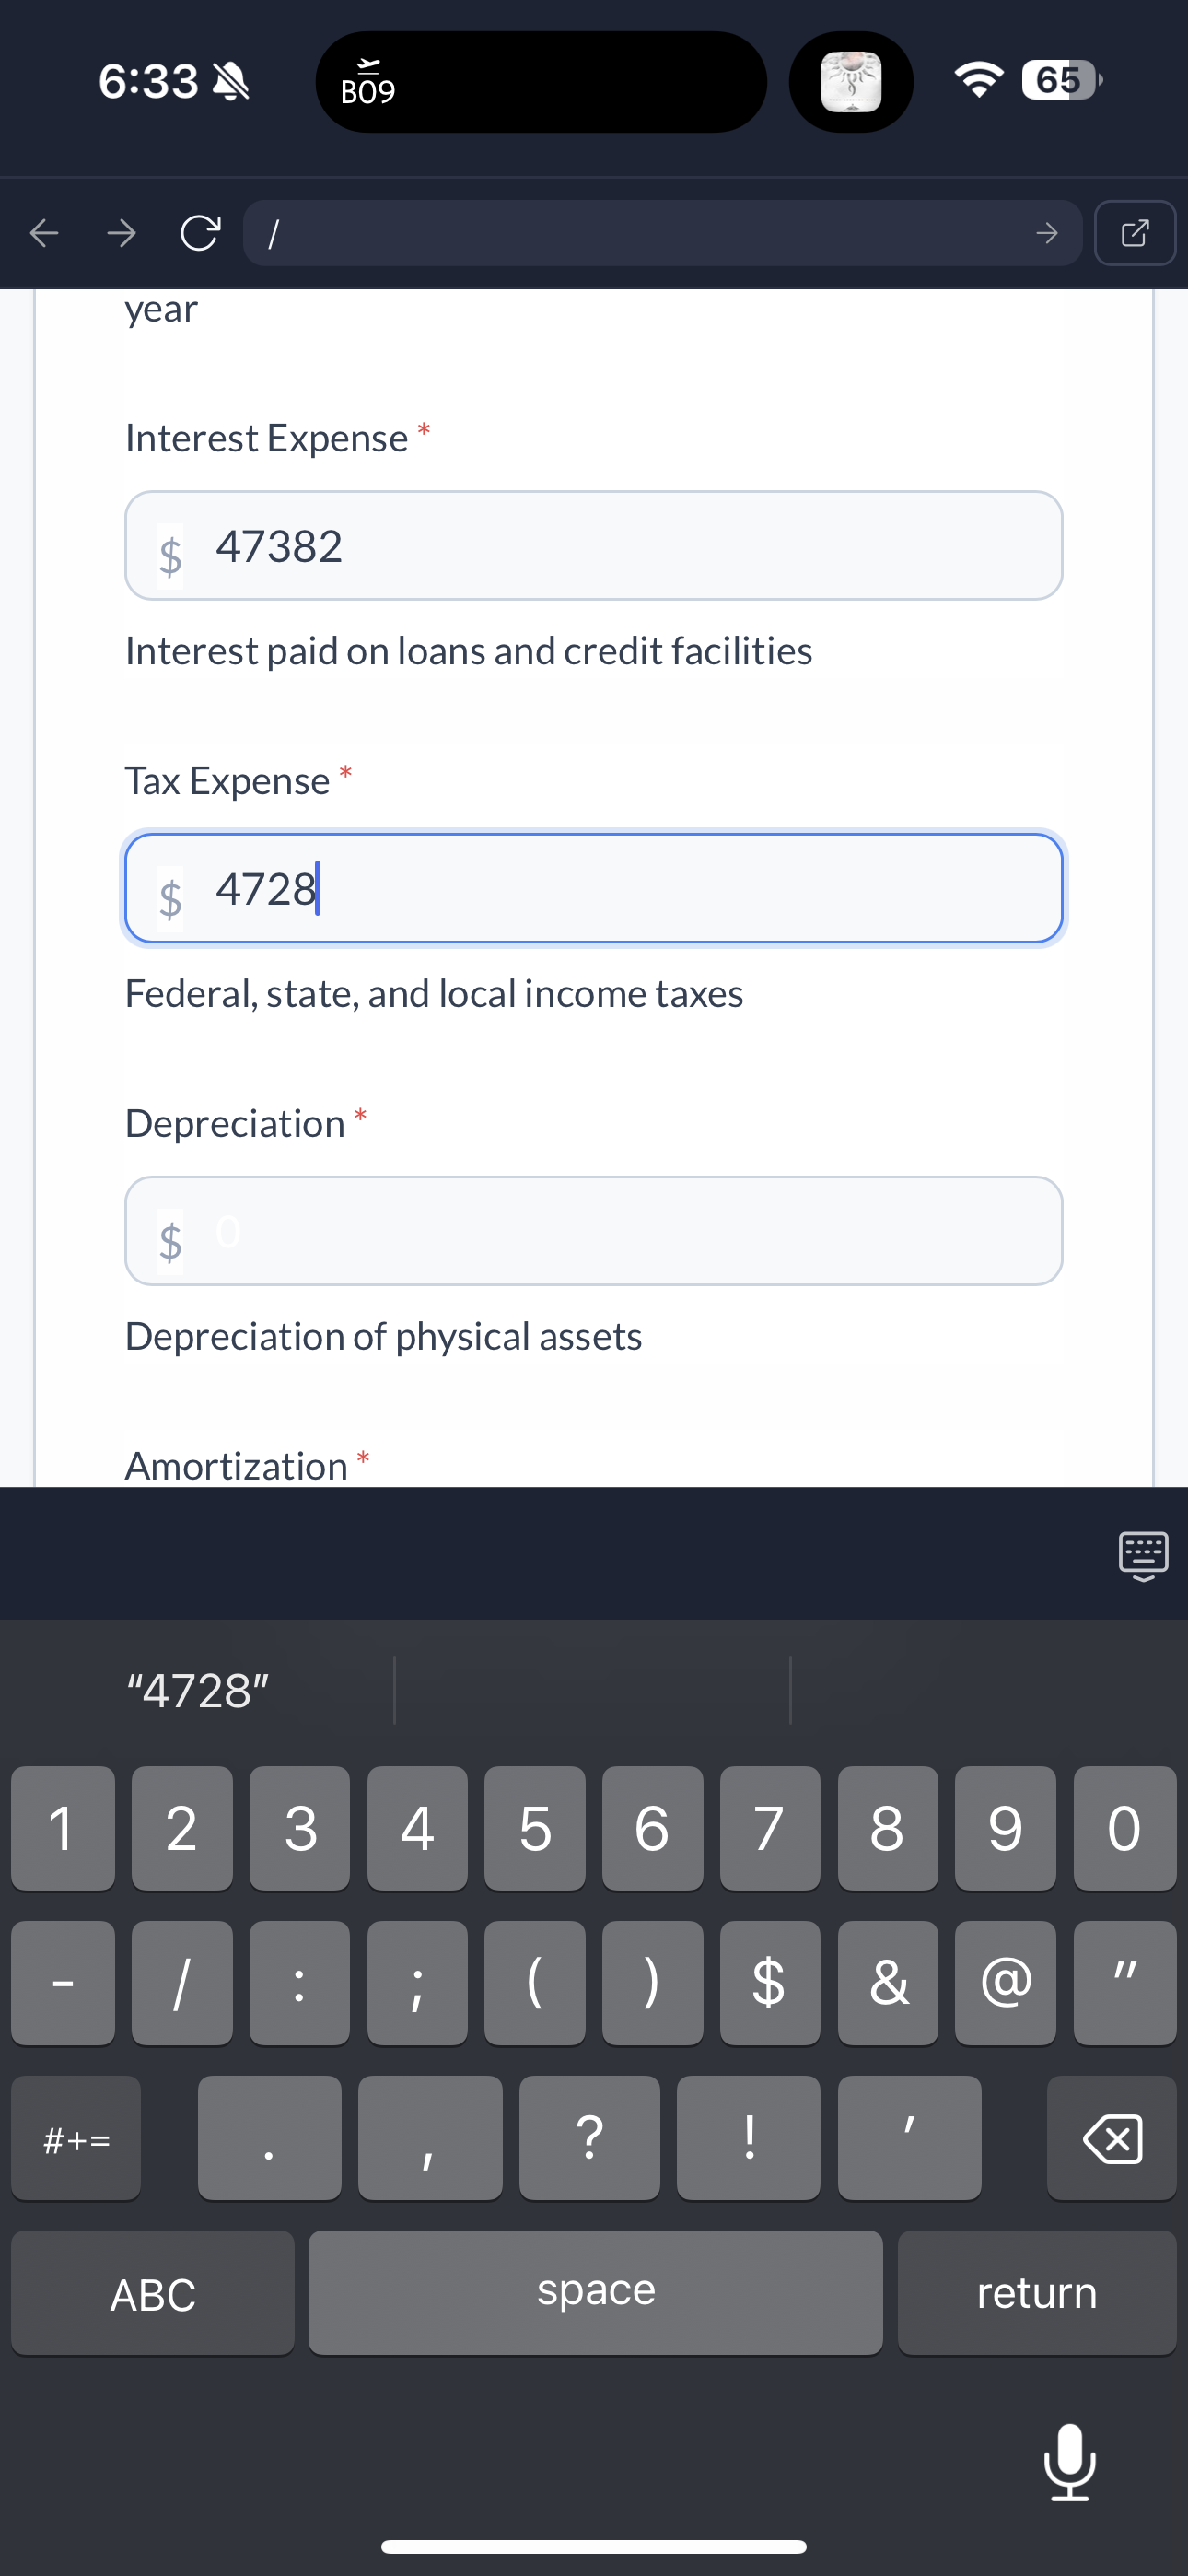 6:33
B09
65
/
year
Interest Expense *
$ 47382
Interest paid on loans and credit facilities
Tax Expense *
$ 4728
Federal, state, and local income taxes
Depreciation *
$ 0
Depreciation of physical assets
Amortization *
“4728”
1 2 3 4 5 6 7 8 9 0
- / : ; ( ) $ & @ "
#+= . , ? ! '
ABC space return